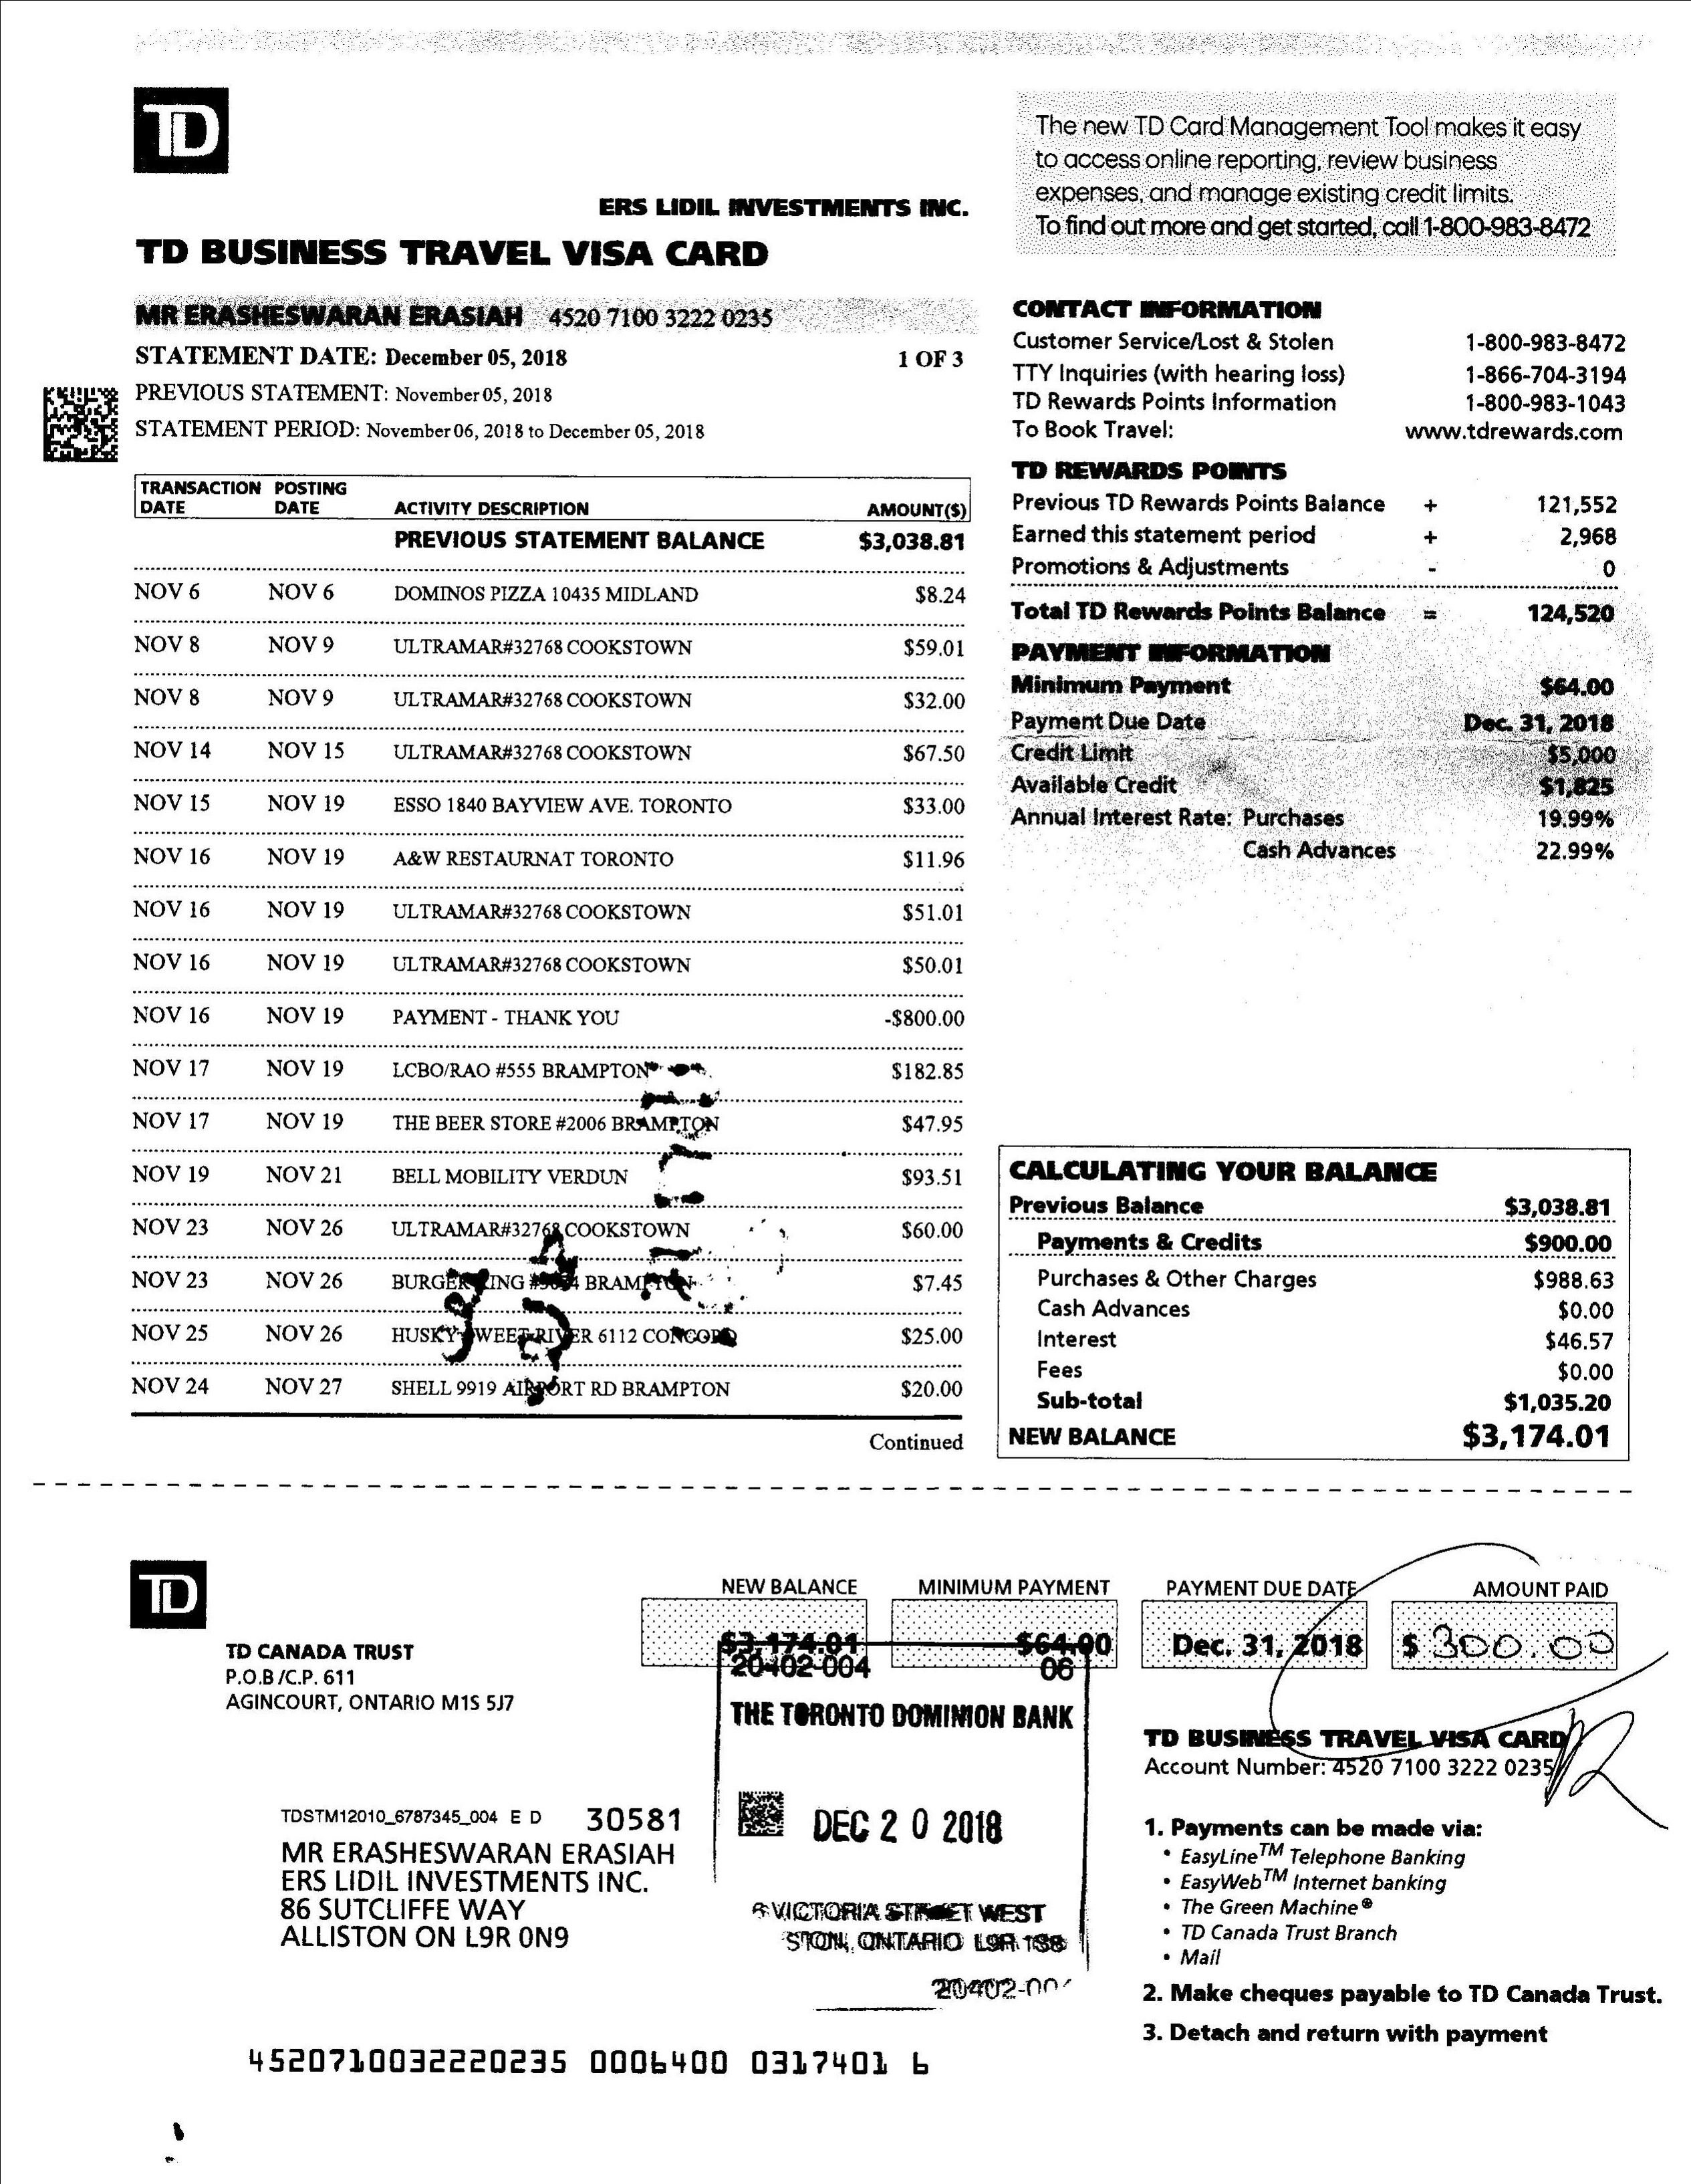 TD
The new TD Card Management Tool makes it easy
to access online reporting, review business
expenses, and manage existing credit limits.
To find out more and get started, call 1-800-983-8472
ERS LIDIL INVESTMENTS INC.
TD BUSINESS TRAVEL VISA CARD
MR ERASHESWARAN ERASIAH 4520 7100 3222 0235
STATEMENT DATE: December 05, 2018 1 OF 3
PREVIOUS STATEMENT: November 05, 2018
STATEMENT PERIOD: November 06, 2018 to December 05, 2018
TRANSACTION DATE POSTING DATE ACTIVITY DESCRIPTION AMOUNT($)
PREVIOUS STATEMENT BALANCE $3,038.81
NOV 6 NOV 6 DOMINOS PIZZA 10435 MIDLAND $8.24
NOV 8 NOV 9 ULTRAMAR#32768 COOKSTOWN $59.01
NOV 8 NOV 9 ULTRAMAR#32768 COOKSTOWN $32.00
NOV 14 NOV 15 ULTRAMAR#32768 COOKSTOWN $67.50
NOV 15 NOV 19 ESSO 1840 BAYVIEW AVE. TORONTO $33.00
NOV 16 NOV 19 A&W RESTAURNAT TORONTO $11.96
NOV 16 NOV 19 ULTRAMAR#32768 COOKSTOWN $51.01
NOV 16 NOV 19 ULTRAMAR#32768 COOKSTOWN $50.01
NOV 16 NOV 19 PAYMENT - THANK YOU -$800.00
NOV 17 NOV 19 LCBO/RAO #555 BRAMPTON $182.85
NOV 17 NOV 19 THE BEER STORE #2006 BRAMPTON $47.95
NOV 19 NOV 21 BELL MOBILITY VERDUN $93.51
NOV 23 NOV 26 ULTRAMAR#32768 COOKSTOWN $60.00
NOV 23 NOV 26 BURGER KING BRAMPTON $7.45
NOV 25 NOV 26 HUSKY SWEET RIVER 6112 CONCORD $25.00
NOV 24 NOV 27 SHELL 9919 AIRPORT RD BRAMPTON $20.00
Continued
CONTACT INFORMATION
Customer Service/Lost & Stolen 1-800-983-8472
TTY Inquiries (with hearing loss) 1-866-704-3194
TD Rewards Points Information 1-800-983-1043
To Book Travel: www.tdrewards.com
TD REWARDS POINTS
Previous TD Rewards Points Balance + 121,552
Earned this statement period + 2,968
Promotions & Adjustments - 0
Total TD Rewards Points Balance = 124,520
PAYMENT INFORMATION
Minimum Payment $64.00
Payment Due Date Dec. 31, 2018
Credit Limit $5,000
Available Credit $1,825
Annual Interest Rate: Purchases 19.99%
Cash Advances 22.99%
CALCULATING YOUR BALANCE
Previous Balance $3,038.81
Payments & Credits $900.00
Purchases & Other Charges $988.63
Cash Advances $0.00
Interest $46.57
Fees $0.00
Sub-total $1,035.20
NEW BALANCE $3,174.01
TD
TD CANADA TRUST
P.O.B/C.P. 611
AGINCOURT, ONTARIO M1S 5J7
NEW BALANCE MINIMUM PAYMENT PAYMENT DUE DATE AMOUNT PAID
$3,174.01 $64.00 Dec. 31, 2018 $ 300.00
20402-004 06
THE TORONTO DOMINION BANK
DEC 20 2018
VICTORIA STREET WEST
STON, ONTARIO L9R 1S8
20402-00
TD BUSINESS TRAVEL VISA CARD
Account Number: 4520 7100 3222 0235
TDSTM12010_6787345_004 E D 30581
MR ERASHESWARAN ERASIAH
ERS LIDIL INVESTMENTS INC.
86 SUTCLIFFE WAY
ALLISTON ON L9R 0N9
1. Payments can be made via:
• EasyLine™ Telephone Banking
• EasyWeb™ Internet banking
• The Green Machine®
• TD Canada Trust Branch
• Mail
2. Make cheques payable to TD Canada Trust.
3. Detach and return with payment
4520710032220235 0006400 0317401 6